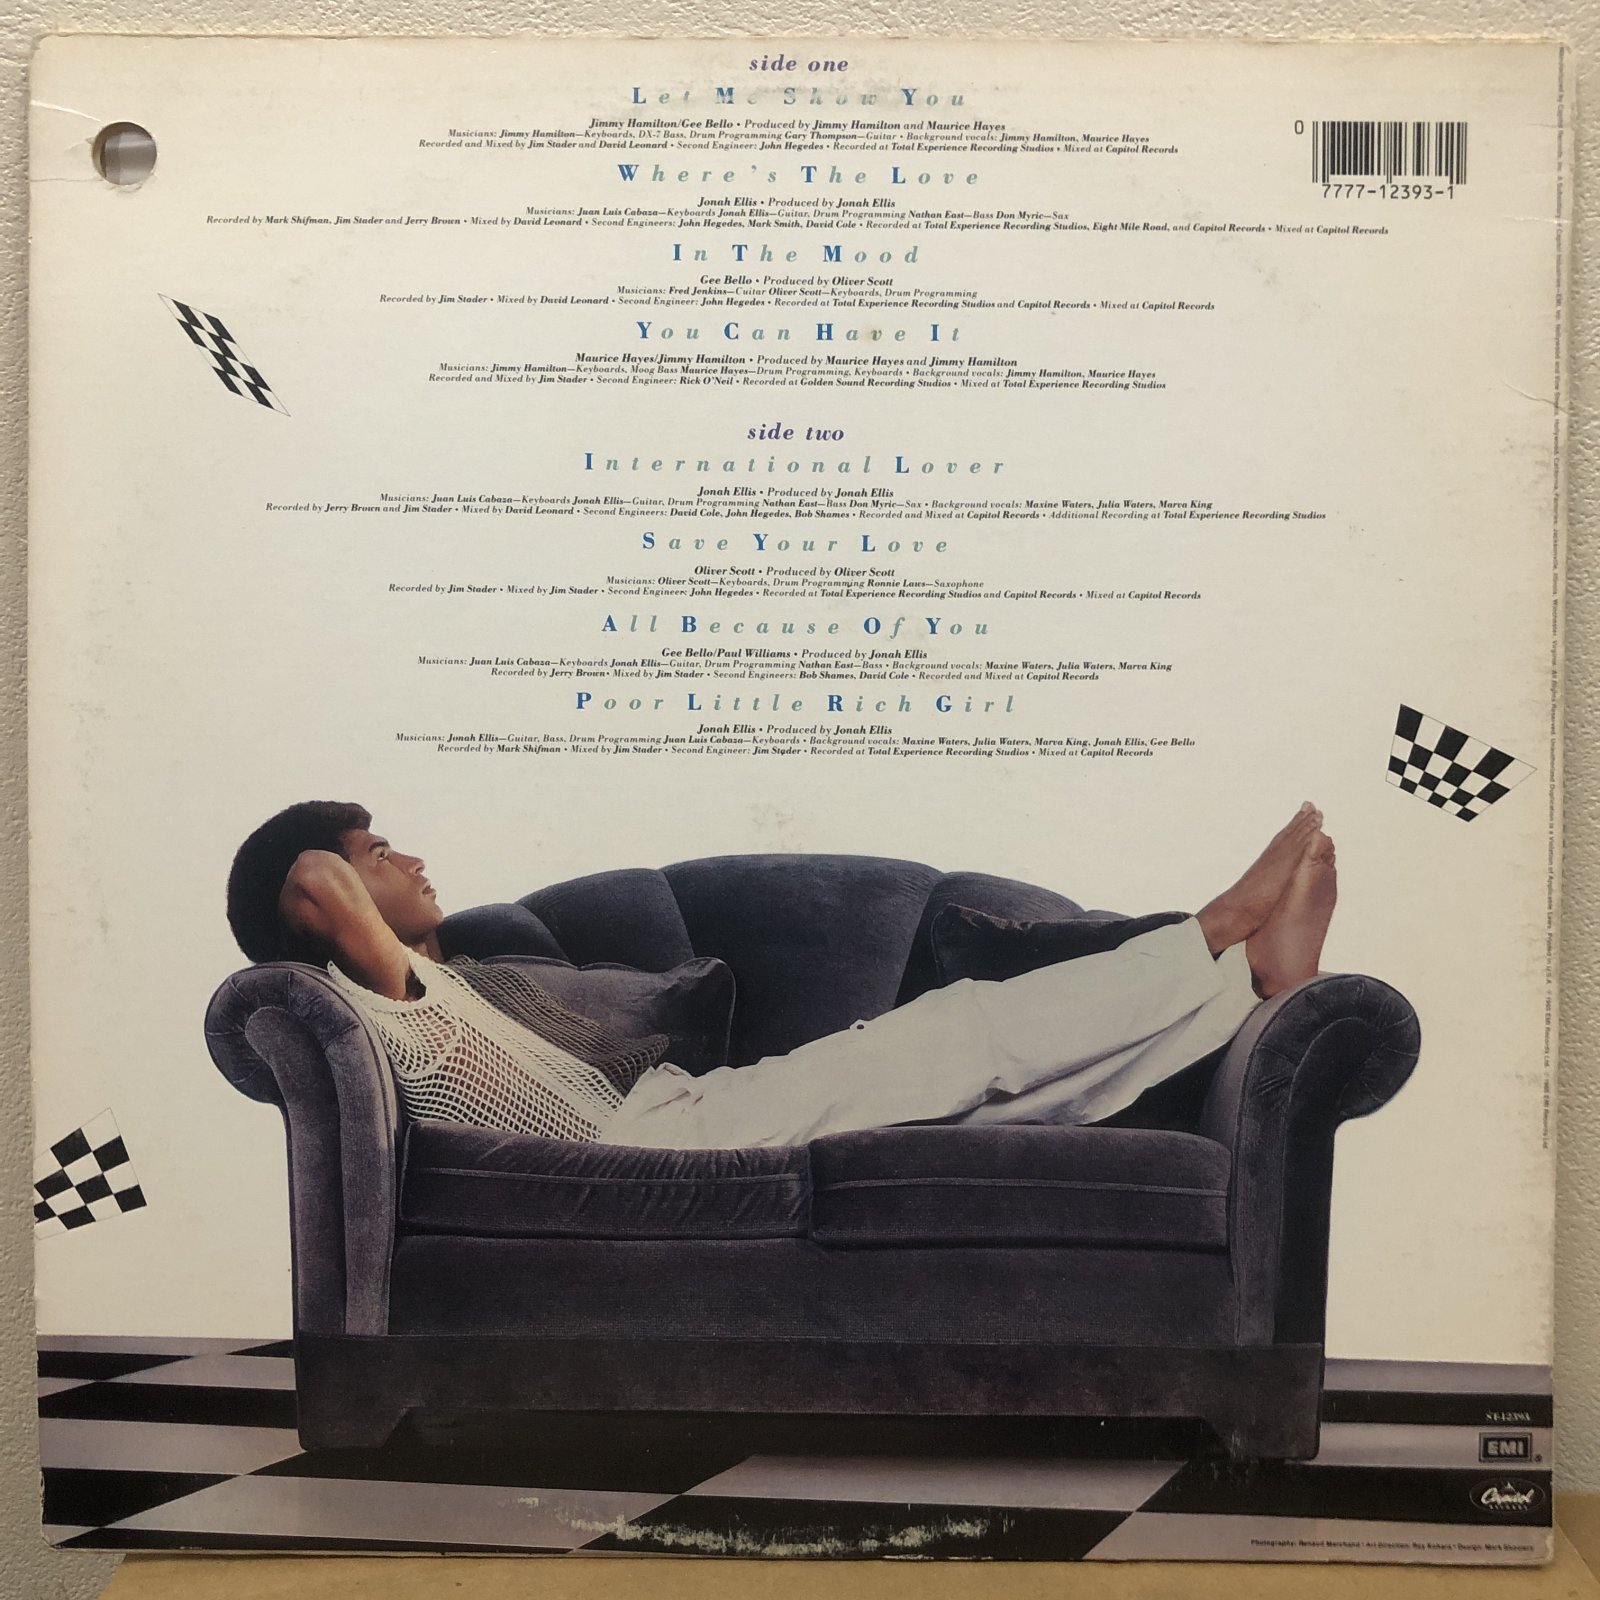 side one
Let Me Show You
Jimmy Hamilton/Gee Bello • Produced by Jimmy Hamilton and Maurice Hayes
Musicians: Jimmy Hamilton—Keyboards, DX-7 Bass, Drum Programming Gary Thompson—Guitar • Background vocals: Jimmy Hamilton, Maurice Hayes
Recorded and Mixed by Jim Stader and David Leonard • Second Engineer: John Hegedes • Recorded at Total Experience Recording Studios • Mixed at Capitol Records
0 7777-12393-1
Where's The Love
Jonah Ellis • Produced by Jonah Ellis
Musicians: Juan Luis Cabaza—Keyboards Jonah Ellis—Guitar, Drum Programming Nathan East—Bass Don Myric—Sax
Recorded by Mark Shifman, Jim Stader and Jerry Brown • Mixed by David Leonard • Second Engineers: John Hegedes, Mark Smith, David Cole • Recorded at Total Experience Recording Studios, Eight Mile Road, and Capitol Records • Mixed at Capitol Records
In The Mood
Gee Bello • Produced by Oliver Scott
Musicians: Fred Jenkins—Guitar Oliver Scott—Keyboards, Drum Programming
Recorded by Jim Stader • Mixed by David Leonard • Second Engineer: John Hegedes • Recorded at Total Experience Recording Studios and Capitol Records • Mixed at Capitol Records
You Can Have It
Maurice Hayes/Jimmy Hamilton • Produced by Maurice Hayes and Jimmy Hamilton
Musicians: Jimmy Hamilton—Keyboards, Moog Bass Maurice Hayes—Drum Programming, Keyboards • Background vocals: Jimmy Hamilton, Maurice Hayes
Recorded and Mixed by Jim Stader • Second Engineer: Rick O'Neil • Recorded at Golden Sound Recording Studios • Mixed at Total Experience Recording Studios
side two
International Lover
Jonah Ellis • Produced by Jonah Ellis
Musicians: Juan Luis Cabaza—Keyboards Jonah Ellis—Guitar, Drum Programming Nathan East—Bass Don Myric—Sax • Background vocals: Maxine Waters, Julia Waters, Marva King
Recorded by Jerry Brown and Jim Stader • Mixed by David Leonard • Second Engineers: David Cole, John Hegedes, Bob Shames • Recorded and Mixed at Capitol Records • Additional Recording at Total Experience Recording Studios
Save Your Love
Oliver Scott • Produced by Oliver Scott
Musicians: Oliver Scott—Keyboards, Drum Programming Ronnie Laws—Saxophone
Recorded by Jim Stader • Mixed by Jim Stader • Second Engineer: John Hegedes • Recorded at Total Experience Recording Studios and Capitol Records • Mixed at Capitol Records
All Because Of You
Gee Bello/Paul Williams • Produced by Jonah Ellis
Musicians: Juan Luis Cabaza—Keyboards Jonah Ellis—Guitar, Drum Programming Nathan East—Bass • Background vocals: Maxine Waters, Julia Waters, Marva King
Recorded by Jerry Brown • Mixed by Jim Stader • Second Engineers: Bob Shames, David Cole • Recorded and Mixed at Capitol Records
Poor Little Rich Girl
Jonah Ellis • Produced by Jonah Ellis
Musicians: Jonah Ellis—Guitar, Bass, Drum Programming Juan Luis Cabaza—Keyboards • Background vocals: Maxine Waters, Julia Waters, Marva King, Jonah Ellis, Gee Bello
Recorded by Mark Shifman • Mixed by Jim Stader • Second Engineer: Jim Stader • Recorded at Total Experience Recording Studios • Mixed at Capitol Records
ST-12393
EMI
Capitol
RECORDS
Photography: Renaud Marchand • Art Direction: Roy Kohara • Design: Mark Shoolery